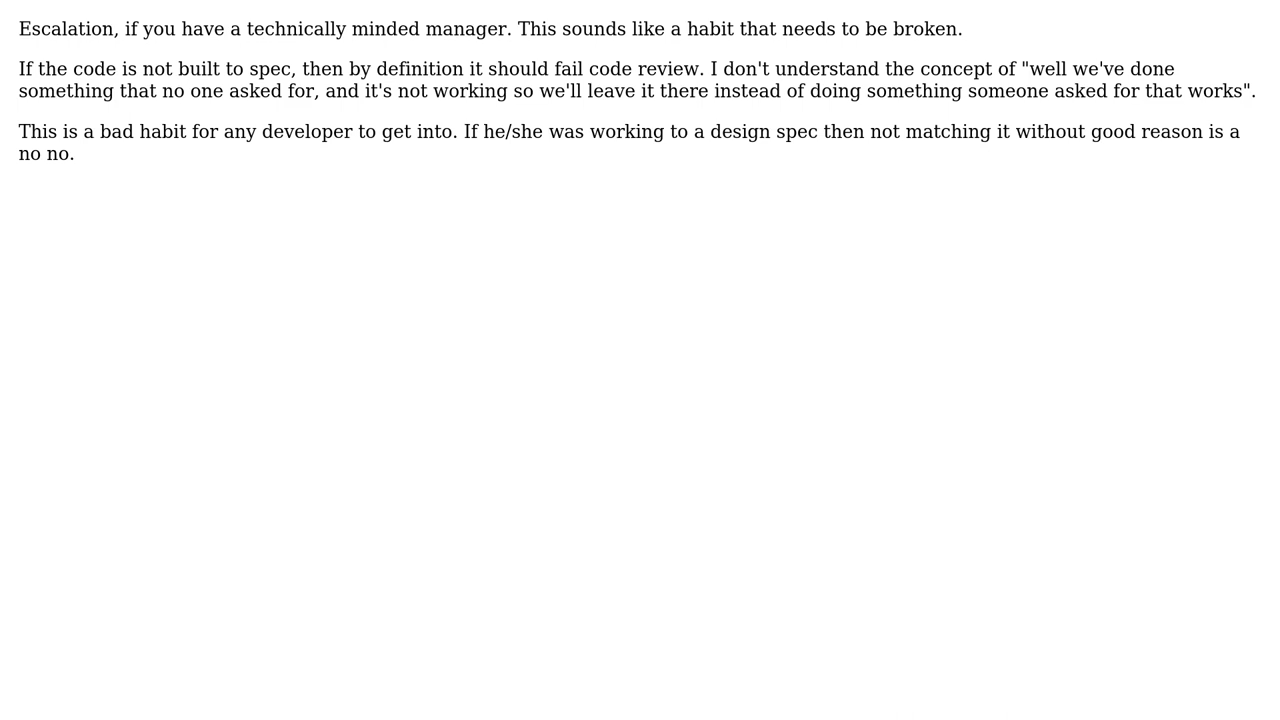 Escalation, if you have a technically minded manager. This sounds like a habit that needs to be broken.
If the code is not built to spec, then by definition it should fail code review. I don't understand the concept of "well we've done
something that no one asked for, and it's not working so we'll leave it there instead of doing something someone asked for that works".
This is a bad habit for any developer to get into. If he/she was working to a design spec then not matching it without good reason is a
no no.